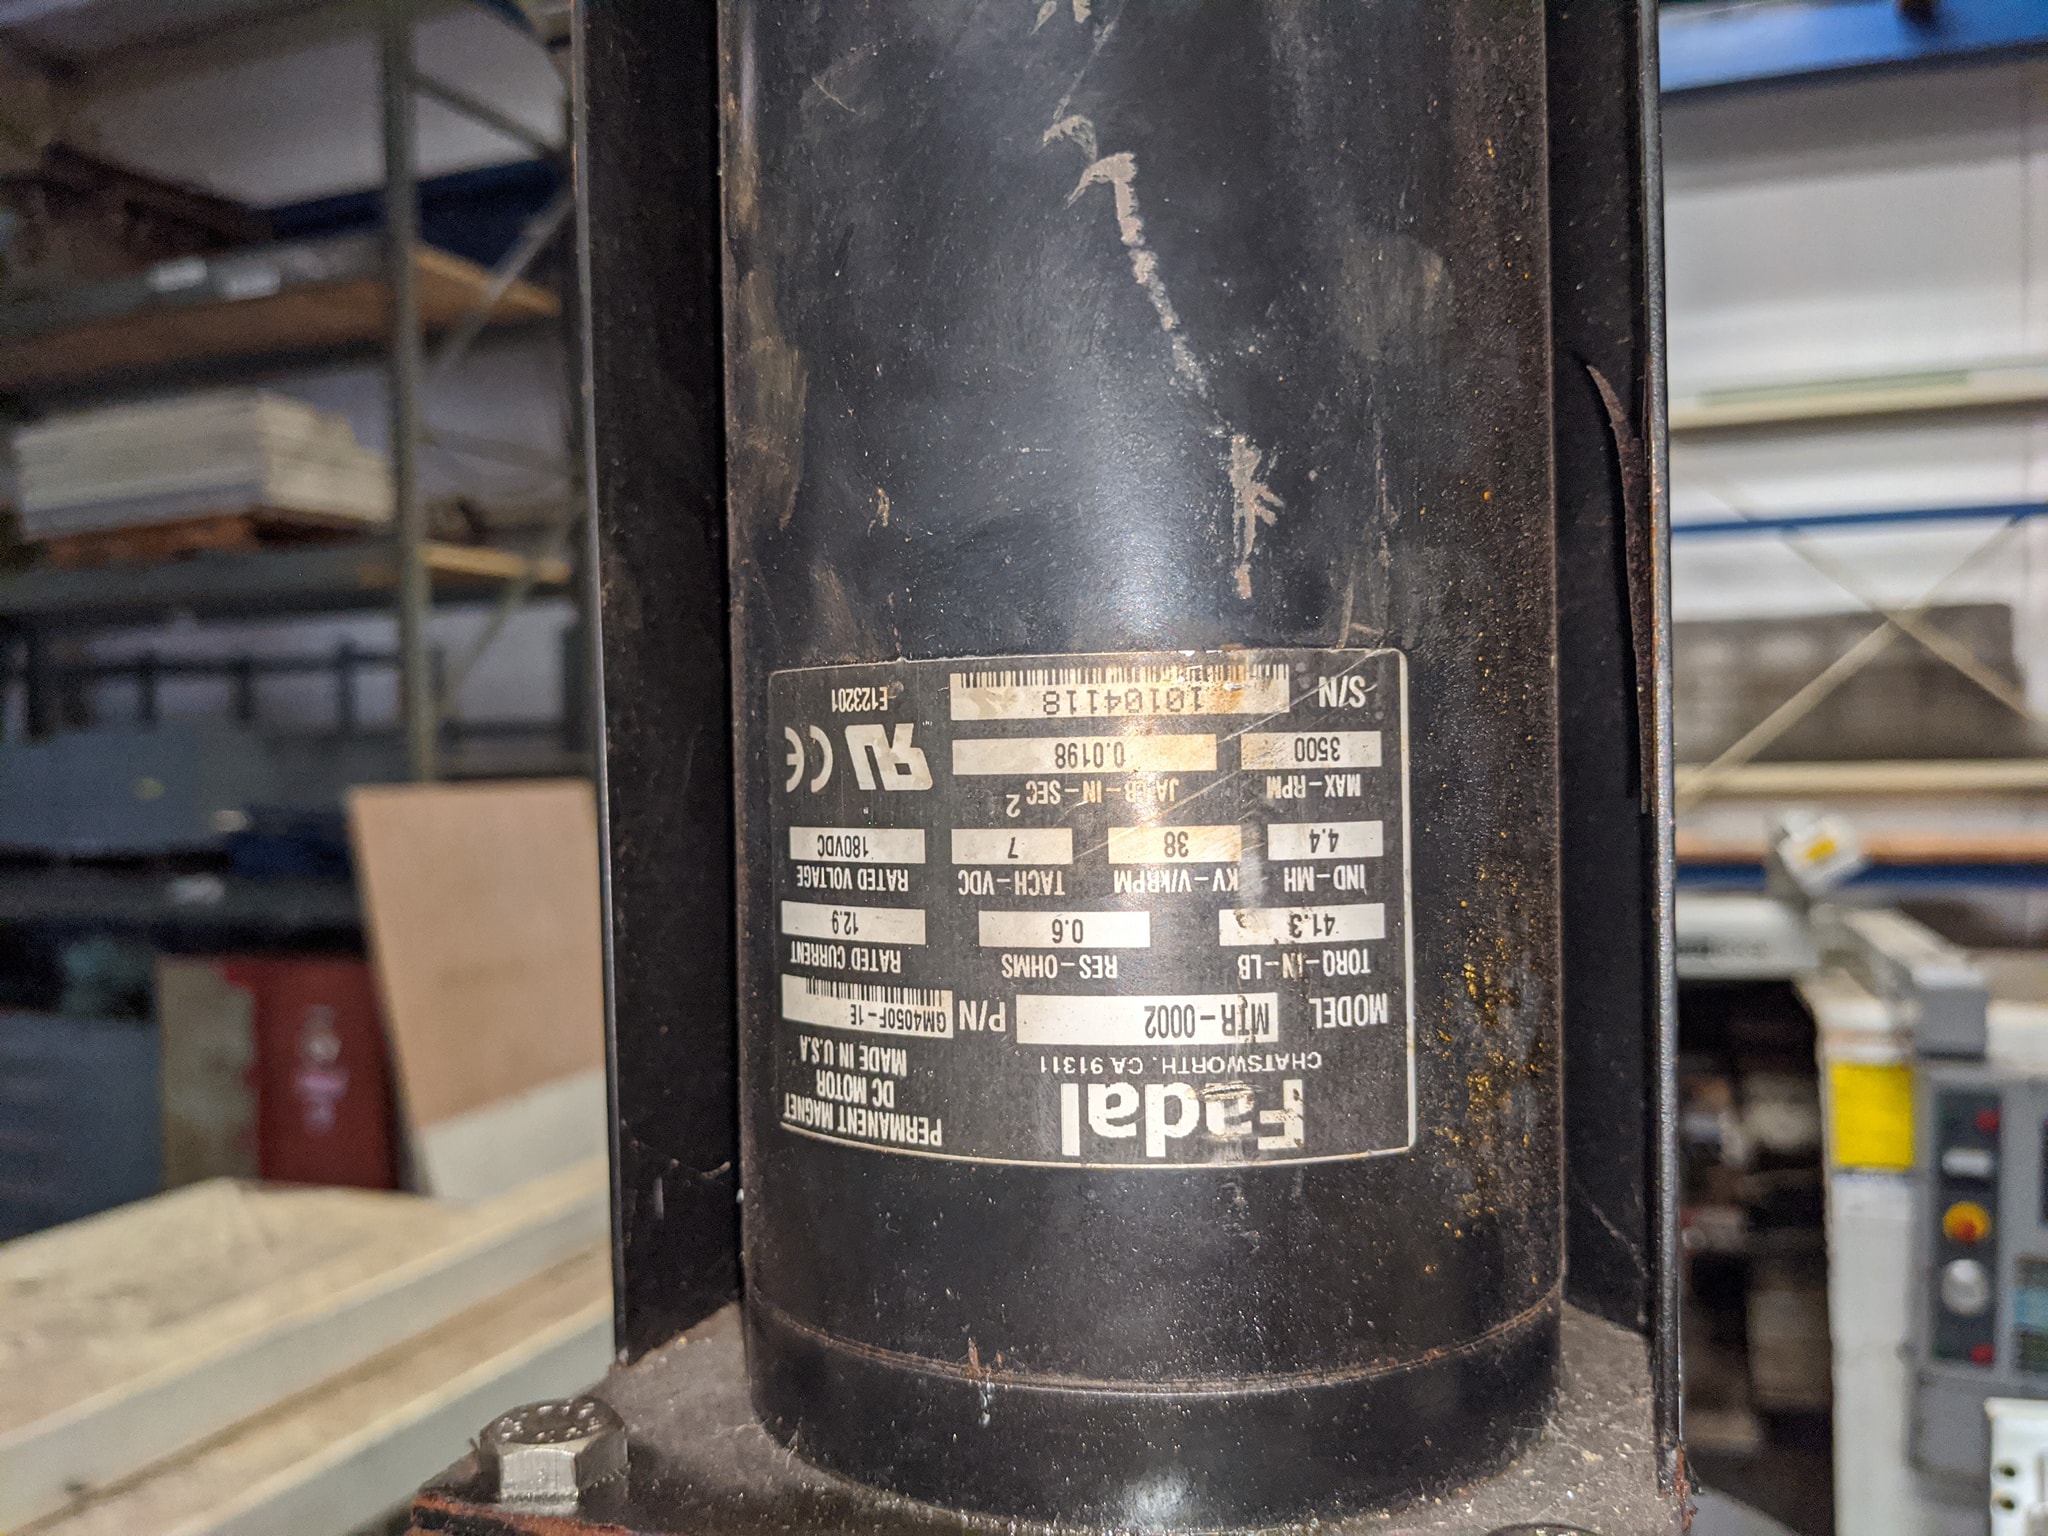 Fadal
CHATSWORTH, CA 91311
PERMANENT MAGNET
DC MOTOR
MADE IN U.S.A
MODEL MTR-0002 P/N GM4050F-1E
TORQ-IN-LB RES-OHMS RATED CURRENT
41.3 0.6 12.9
IND-MH KV-V/KRPM TACH-VDC RATED VOLTAGE
4.4 38 7 180VDC
MAX-RPM JA-LB-IN-SEC 2
3500 0.0198
S/N 10104118
E123201
CE